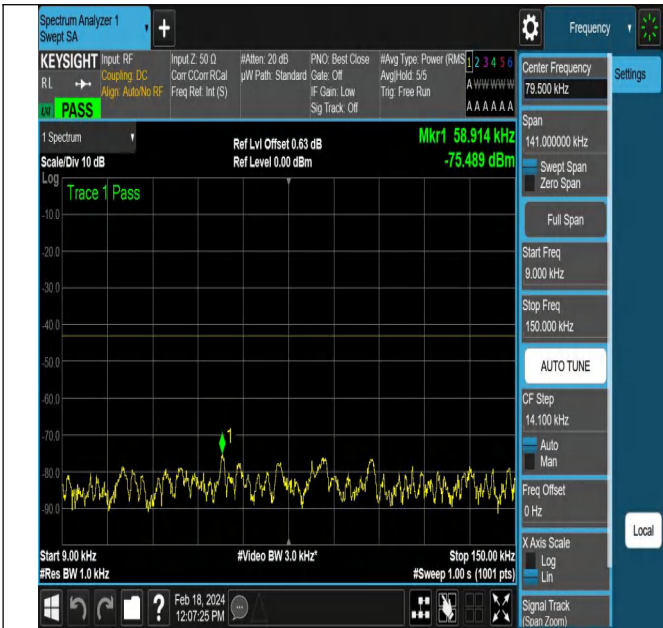 Spectrum Analyzer 1
Swept SA
+
Frequency
KEYSIGHT
RL
PASS
Input: RF
Coupling: DC
Align: Auto/No RF
Input Z: 50 Ω
Corr CCorr RCal
Freq Ref: Int (S)
#Atten: 20 dB
µW Path: Standard
PNO: Best Close
Gate: Off
IF Gain: Low
Sig Track: Off
#Avg Type: Power (RMS
Avg|Hold: 5/5
Trig: Free Run
1 2 3 4 5 6
A W W W W W
A A A A A A
1 Spectrum
Scale/Div 10 dB
Log
Ref Lvl Offset 0.63 dB
Ref Level 0.00 dBm
Mkr1 58.914 kHz
-75.489 dBm
Trace 1 Pass
-10.0
-20.0
-30.0
-40.0
-50.0
-60.0
-70.0
-80.0
-90.0
1
Start 9.00 kHz
#Res BW 1.0 kHz
#Video BW 3.0 kHz*
Stop 150.00 kHz
#Sweep 1.00 s (1001 pts)
Feb 18, 2024
12:07:25 PM
?
Center Frequency
79.500 kHz
Span
141.000000 kHz
Swept Span
Zero Span
Full Span
Start Freq
9.000 kHz
Stop Freq
150.000 kHz
AUTO TUNE
CF Step
14.100 kHz
Auto
Man
Freq Offset
0 Hz
X Axis Scale
Log
Lin
Signal Track
(Span Zoom)
Settings
Local